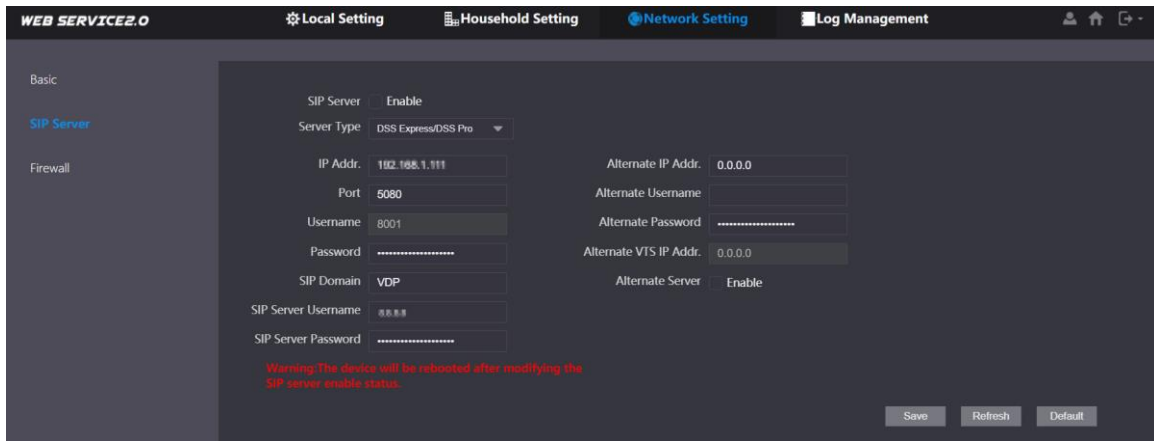 WEB SERVICE2.0 Local Setting Household Setting Network Setting Log Management
Basic
SIP Server
Firewall
SIP Server Enable
Server Type DSS Express/DSS Pro
IP Addr. 192.168.1.111 Alternate IP Addr. 0.0.0.0
Port 5080 Alternate Username
Username 8001 Alternate Password ••••••••••••••••••••
Password ••••••••••••••••••••  Alternate VTS IP Addr. 0.0.0.0
SIP Domain VDP Alternate Server Enable
SIP Server Username
SIP Server Password ••••••••••••••••••••
Warning:The device will be rebooted after modifying the
SIP server enable status.
Save Refresh Default